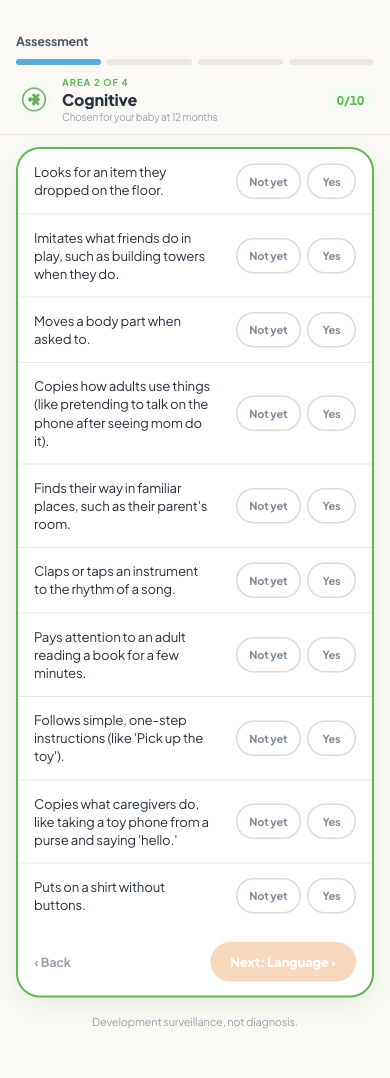 Assessment
AREA 2 OF 4
Cognitive
0/10
Chosen for your baby at 12 months
Looks for an item they
dropped on the floor.
Not yet
Yes
Imitates what friends do in
play, such as building towers
when they do.
Not yet
Yes
Moves a body part when
asked to.
Not yet
Yes
Copies how adults use things
(like pretending to talk on the
phone after seeing mom do
it).
Not yet
Yes
Finds their way in familiar
places, such as their parent's
room.
Not yet
Yes
Claps or taps an instrument
to the rhythm of a song.
Not yet
Yes
Pays attention to an adult
reading a book for a few
minutes.
Not yet
Yes
Follows simple, one-step
instructions (like 'Pick up the
toy').
Not yet
Yes
Copies what caregivers do,
like taking a toy phone from a
purse and saying 'hello.'
Not yet
Yes
Puts on a shirt without
buttons.
Not yet
Yes
‹ Back
Next: Language ›
Development surveillance, not diagnosis.